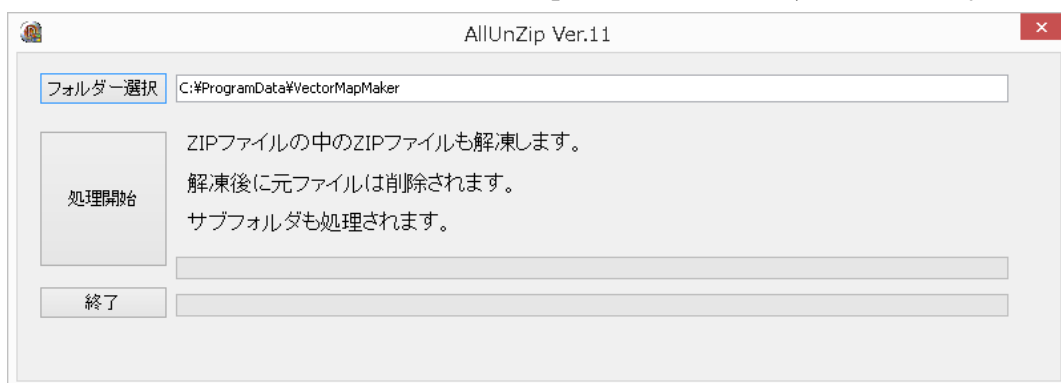 AllUnZip Ver.11
フォルダー選択 C:¥ProgramData¥VectorMapMaker
ZIPファイルの中のZIPファイルも解凍します。
解凍後に元ファイルは削除されます。
処理開始
サブフォルダも処理されます。
終了